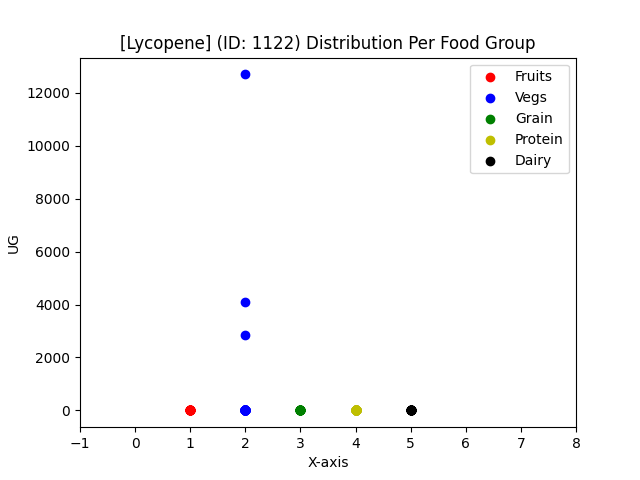 [Lycopene] (ID: 1122) Distribution Per Food Group
Fruits
Vegs
Grain
Protein
Dairy
UG
12000
10000
8000
6000
4000
2000
0
−1 0 1 2 3 4 5 6 7 8
X-axis